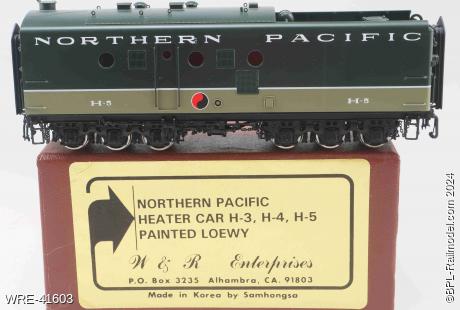 NORTHERN PACIFIC
H-5 H-5
NORTHERN PACIFIC
HEATER CAR H-3, H-4, H-5
PAINTED LOEWY
W & R Enterprises
P.O. Box 3235 Alhambra, CA. 91803
Made in Korea by Samhongsa
WRE-41603
©BPL-Railmodel.com 2024